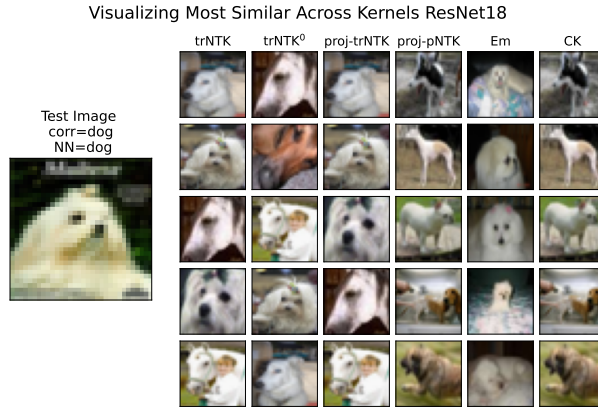 Visualizing Most Similar Across Kernels ResNet18
trNTK trNTK⁰ proj-trNTK proj-pNTK Em CK
Test Image
corr=dog
NN=dog